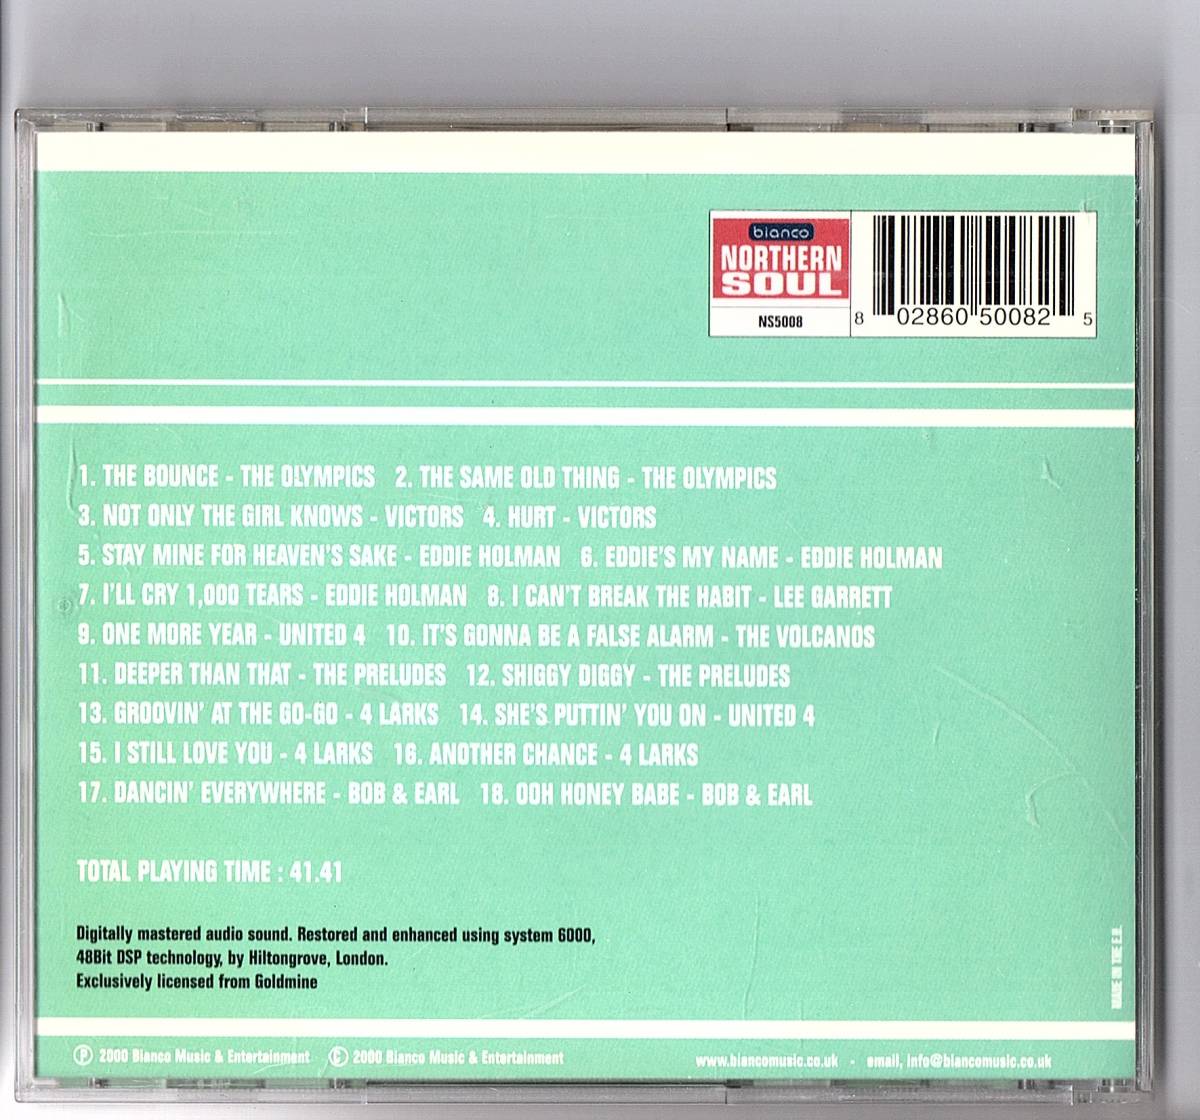 bianco
NORTHERN
SOUL
NS5008
8 02860 50082 5
1. THE BOUNCE - THE OLYMPICS 2. THE SAME OLD THING - THE OLYMPICS
3. NOT ONLY THE GIRL KNOWS - VICTORS 4. HURT - VICTORS
5. STAY MINE FOR HEAVEN'S SAKE - EDDIE HOLMAN 6. EDDIE'S MY NAME - EDDIE HOLMAN
7. I'LL CRY 1,000 TEARS - EDDIE HOLMAN 8. I CAN'T BREAK THE HABIT - LEE GARRETT
9. ONE MORE YEAR - UNITED 4 10. IT'S GONNA BE A FALSE ALARM - THE VOLCANOS
11. DEEPER THAN THAT - THE PRELUDES 12. SHIGGY DIGGY - THE PRELUDES
13. GROOVIN' AT THE GO-GO - 4 LARKS 14. SHE'S PUTTIN' YOU ON - UNITED 4
15. I STILL LOVE YOU - 4 LARKS 16. ANOTHER CHANCE - 4 LARKS
17. DANCIN' EVERYWHERE - BOB & EARL 18. OOH HONEY BABE - BOB & EARL
TOTAL PLAYING TIME : 41.41
Digitally mastered audio sound. Restored and enhanced using system 6000,
48Bit DSP technology, by Hiltongrove, London.
Exclusively licensed from Goldmine
MADE IN THE E.U.
Ⓟ 2000 Bianco Music & Entertainment © 2000 Bianco Music & Entertainment www.biancomusic.co.uk - email, info@biancomusic.co.uk